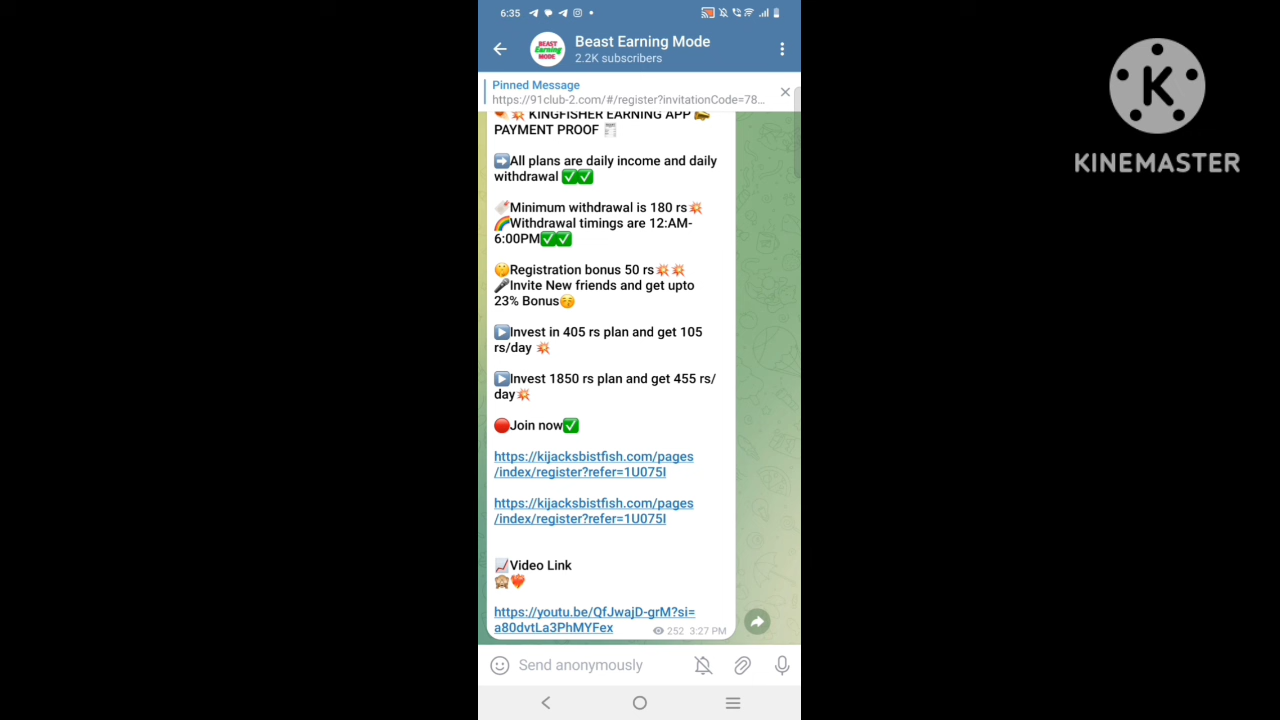 6:35
Beast Earning Mode
2.2K subscribers
BEAST
Earning
MODE
Pinned Message
https://91club-2.com/#/register?invitationCode=78...
KINGFISHER EARNING APP
PAYMENT PROOF
All plans are daily income and daily
withdrawal
Minimum withdrawal is 180 rs
Withdrawal timings are 12:AM-
6:00PM
Registration bonus 50 rs
Invite New friends and get upto
23% Bonus
Invest in 405 rs plan and get 105
rs/day
Invest 1850 rs plan and get 455 rs/
day
Join now
https://kijacksbistfish.com/pages
/index/register?refer=1U075I
https://kijacksbistfish.com/pages
/index/register?refer=1U075I
Video Link
https://youtu.be/QfJwajD-grM?si=
a80dvtLa3PhMYFex
252 3:27 PM
Send anonymously
K
KINEMASTER